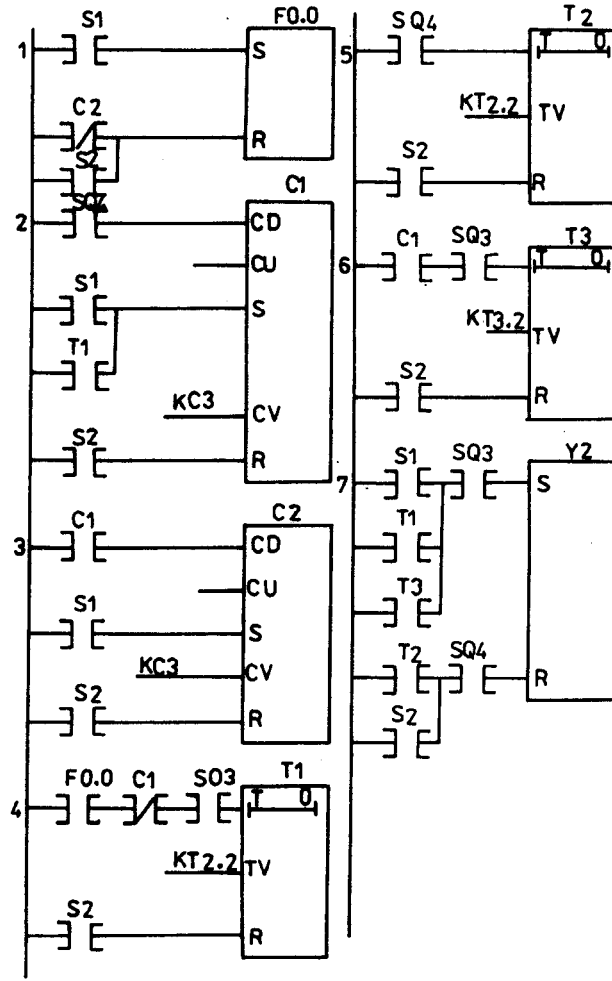 S1 F0.0
1 S
C2
R
S2
C1
2 CD
CU
S1
S
T1
KC3 CV
S2
R
C1 C2
3 CD
CU
S1
S
KC3 CV
S2
R
F0.0 C1 SO3 T1
4 T 0
KT2.2 TV
S2
R
SQ4 T2
5 T 0
KT2.2 TV
S2
R
C1 SQ3 T3
6 T 0
KT3.2 TV
S2
R
S1 SQ3 Y2
7 S
T1
T3
T2 SQ4
R
S2